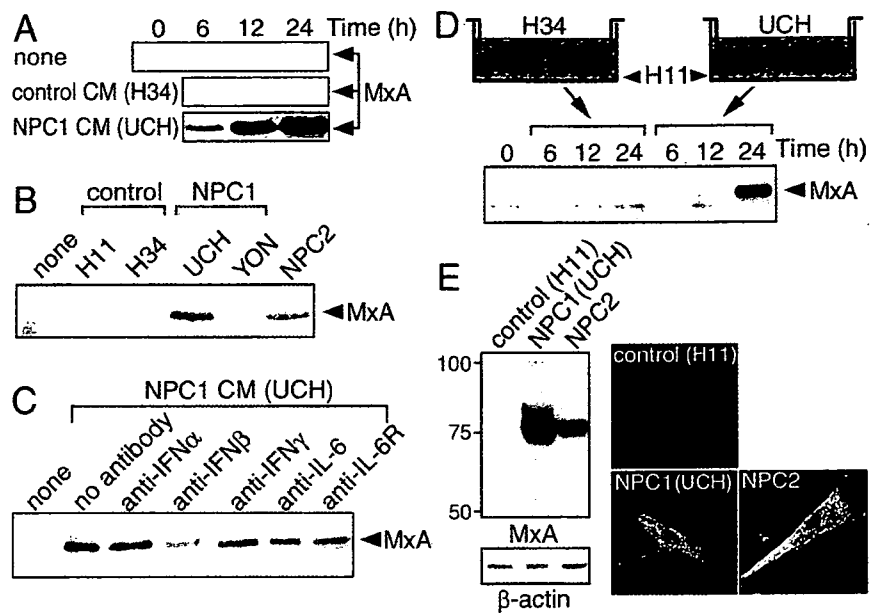 A
0 6 12 24 Time (h)
none
control CM (H34)
NPC1 CM (UCH)
MxA
B
control NPC1
none H11 H34 UCH YON NPC2
MxA
C
NPC1 CM (UCH)
none no antibody anti-IFNα anti-IFNβ anti-IFNγ anti-IL-6 anti-IL-6R
MxA
D
H34 UCH
H11
0 6 12 24 6 12 24 Time (h)
MxA
E
control (H11) NPC1(UCH) NPC2
100
75
50
MxA
β-actin
control (H11)
NPC1(UCH) NPC2